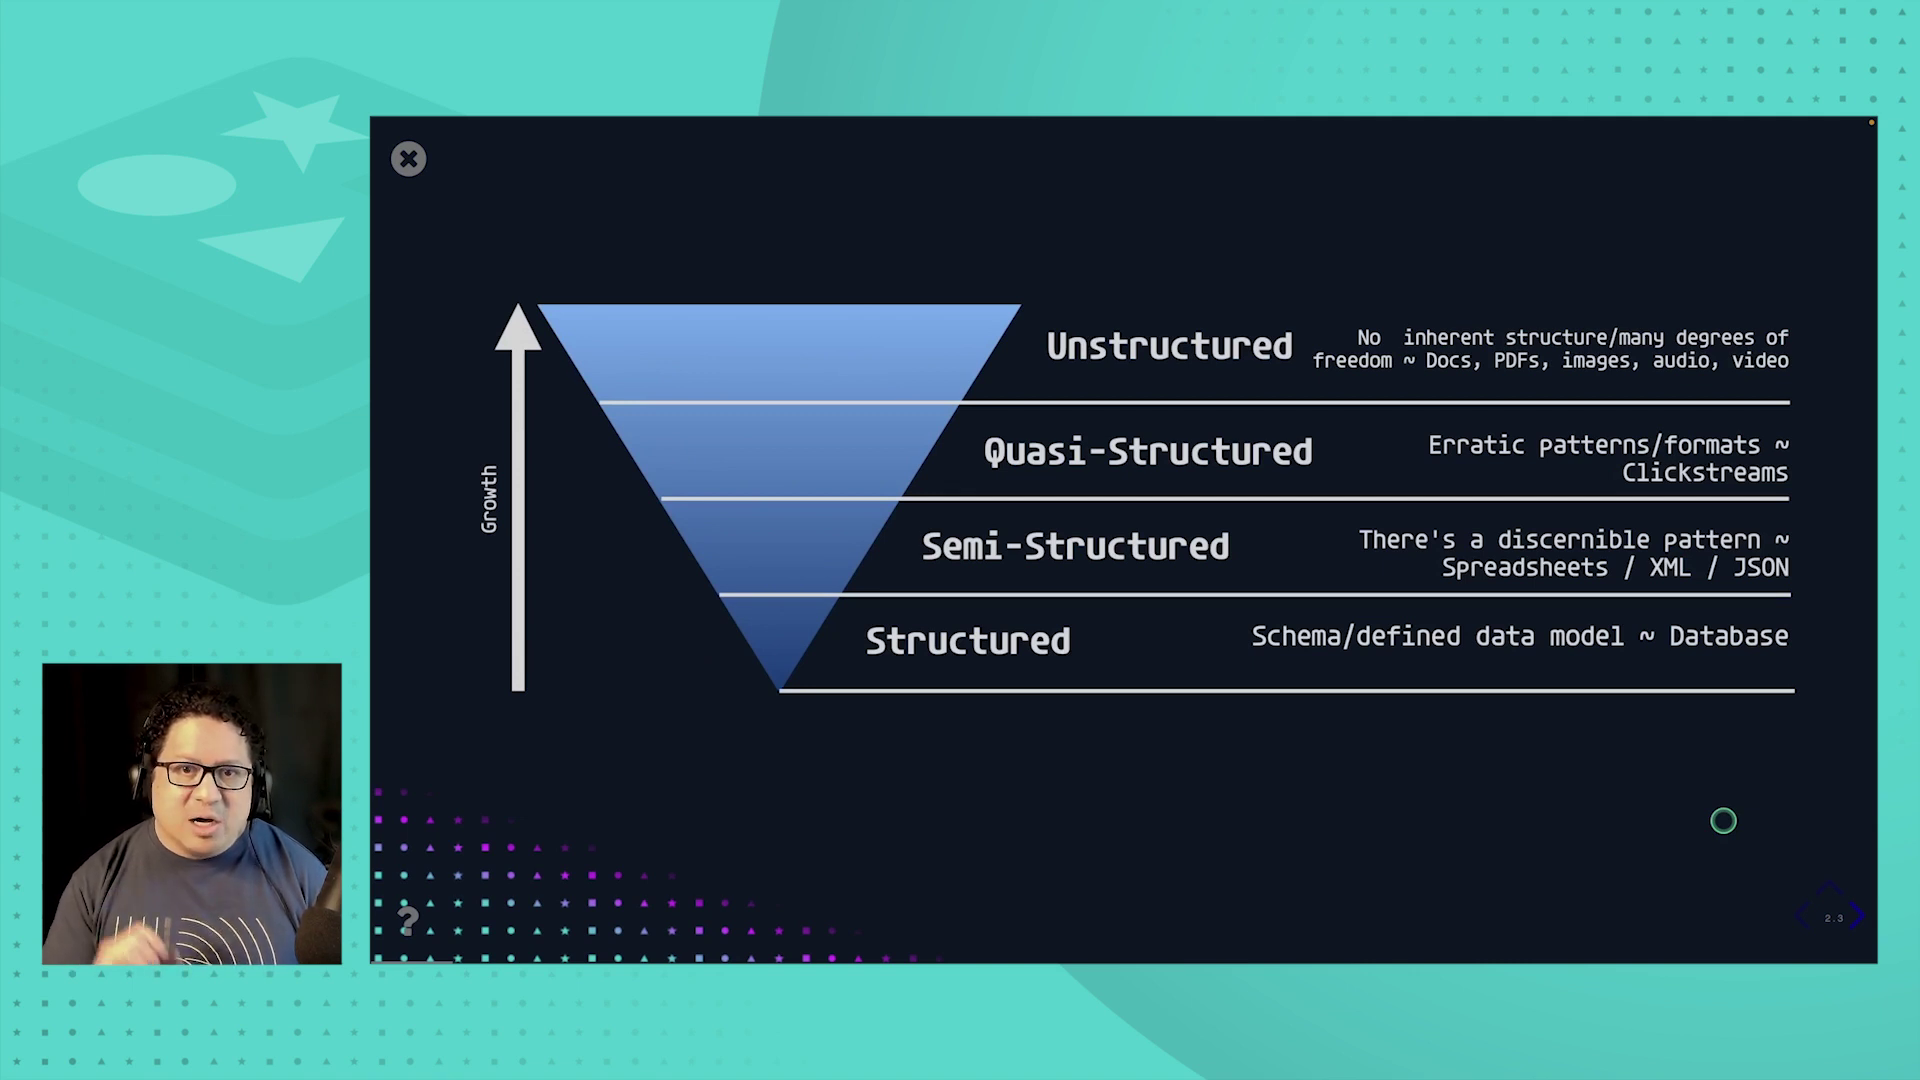 Unstructured
No inherent structure/many degrees of
freedom ~ Docs, PDFs, images, audio, video
Quasi-Structured
Erratic patterns/formats ~
Clickstreams
Growth
Semi-Structured
There's a discernible pattern ~
Spreadsheets / XML / JSON
Structured
Schema/defined data model ~ Database
?
2.3